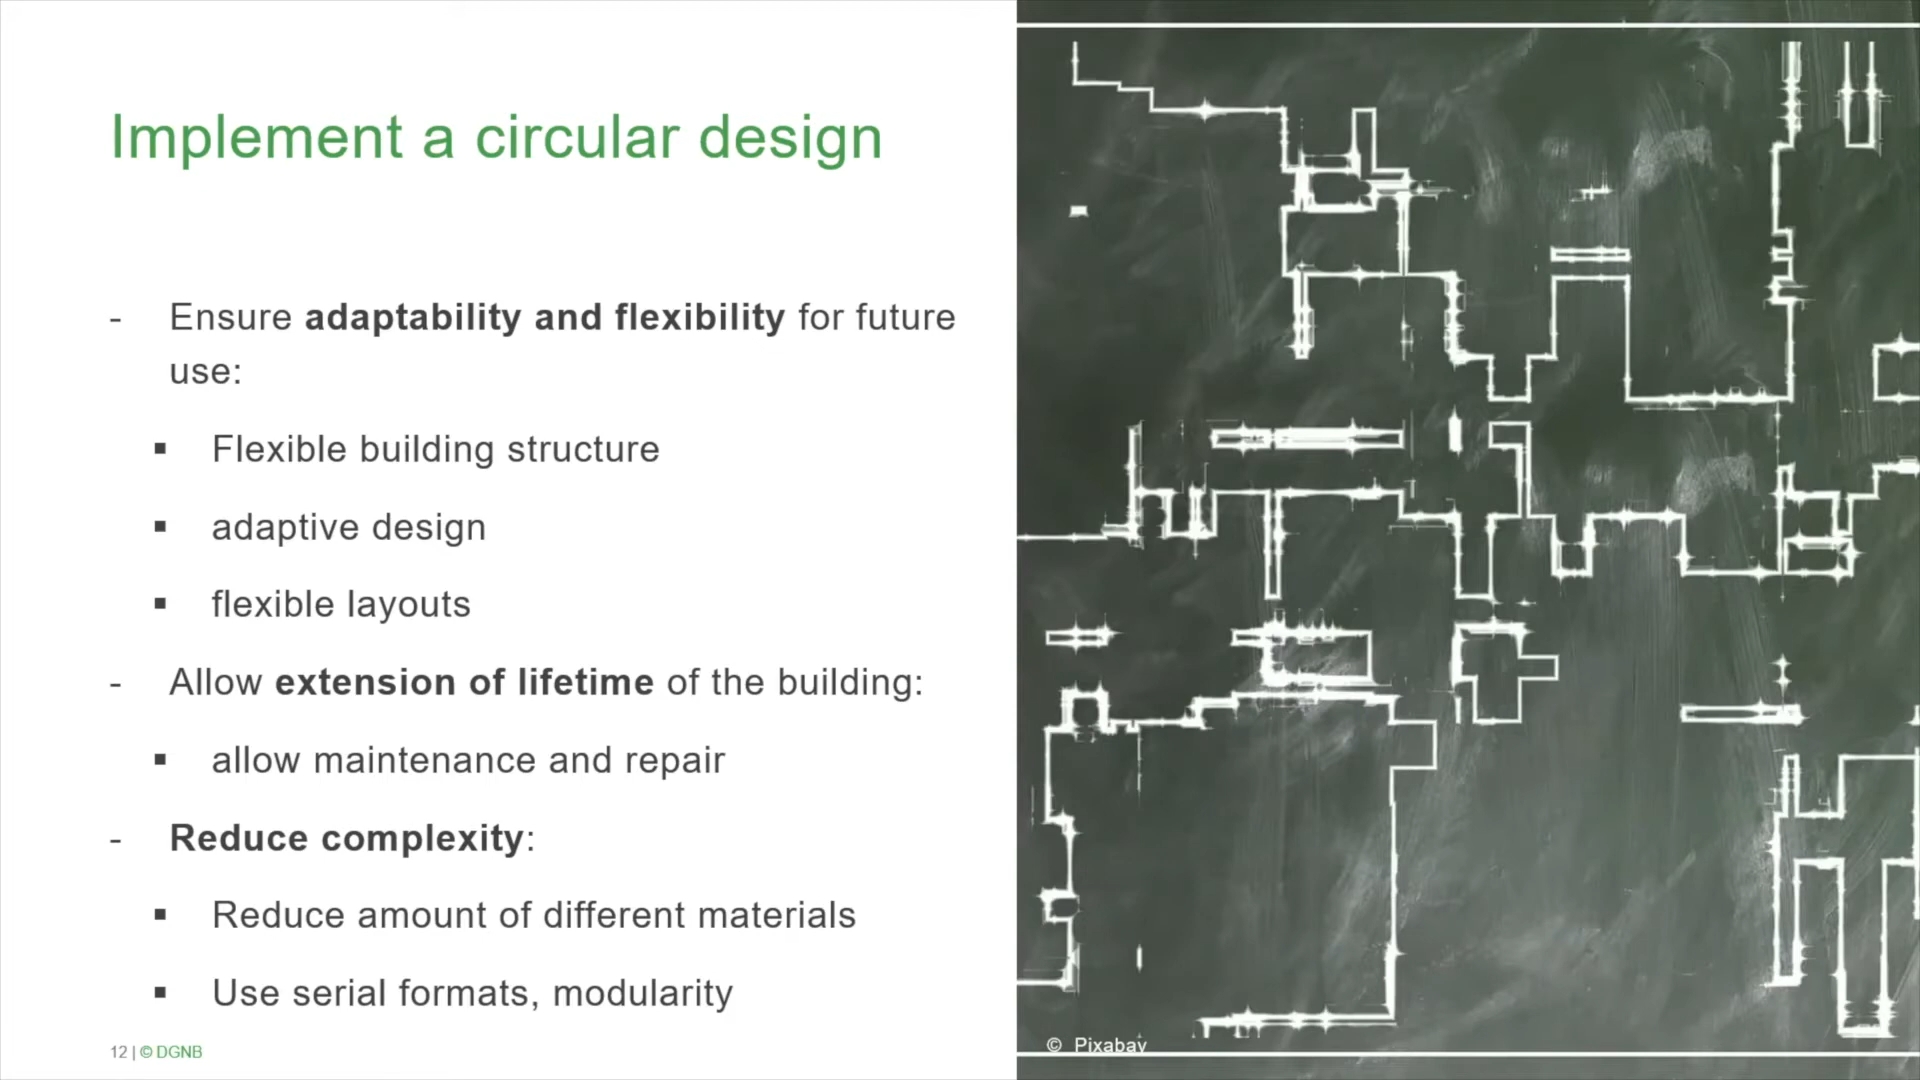 Implement a circular design
- Ensure adaptability and flexibility for future
use:
▪ Flexible building structure
▪ adaptive design
▪ flexible layouts
- Allow extension of lifetime of the building:
▪ allow maintenance and repair
- Reduce complexity:
▪ Reduce amount of different materials
▪ Use serial formats, modularity
12 | © DGNB
© Pixabay